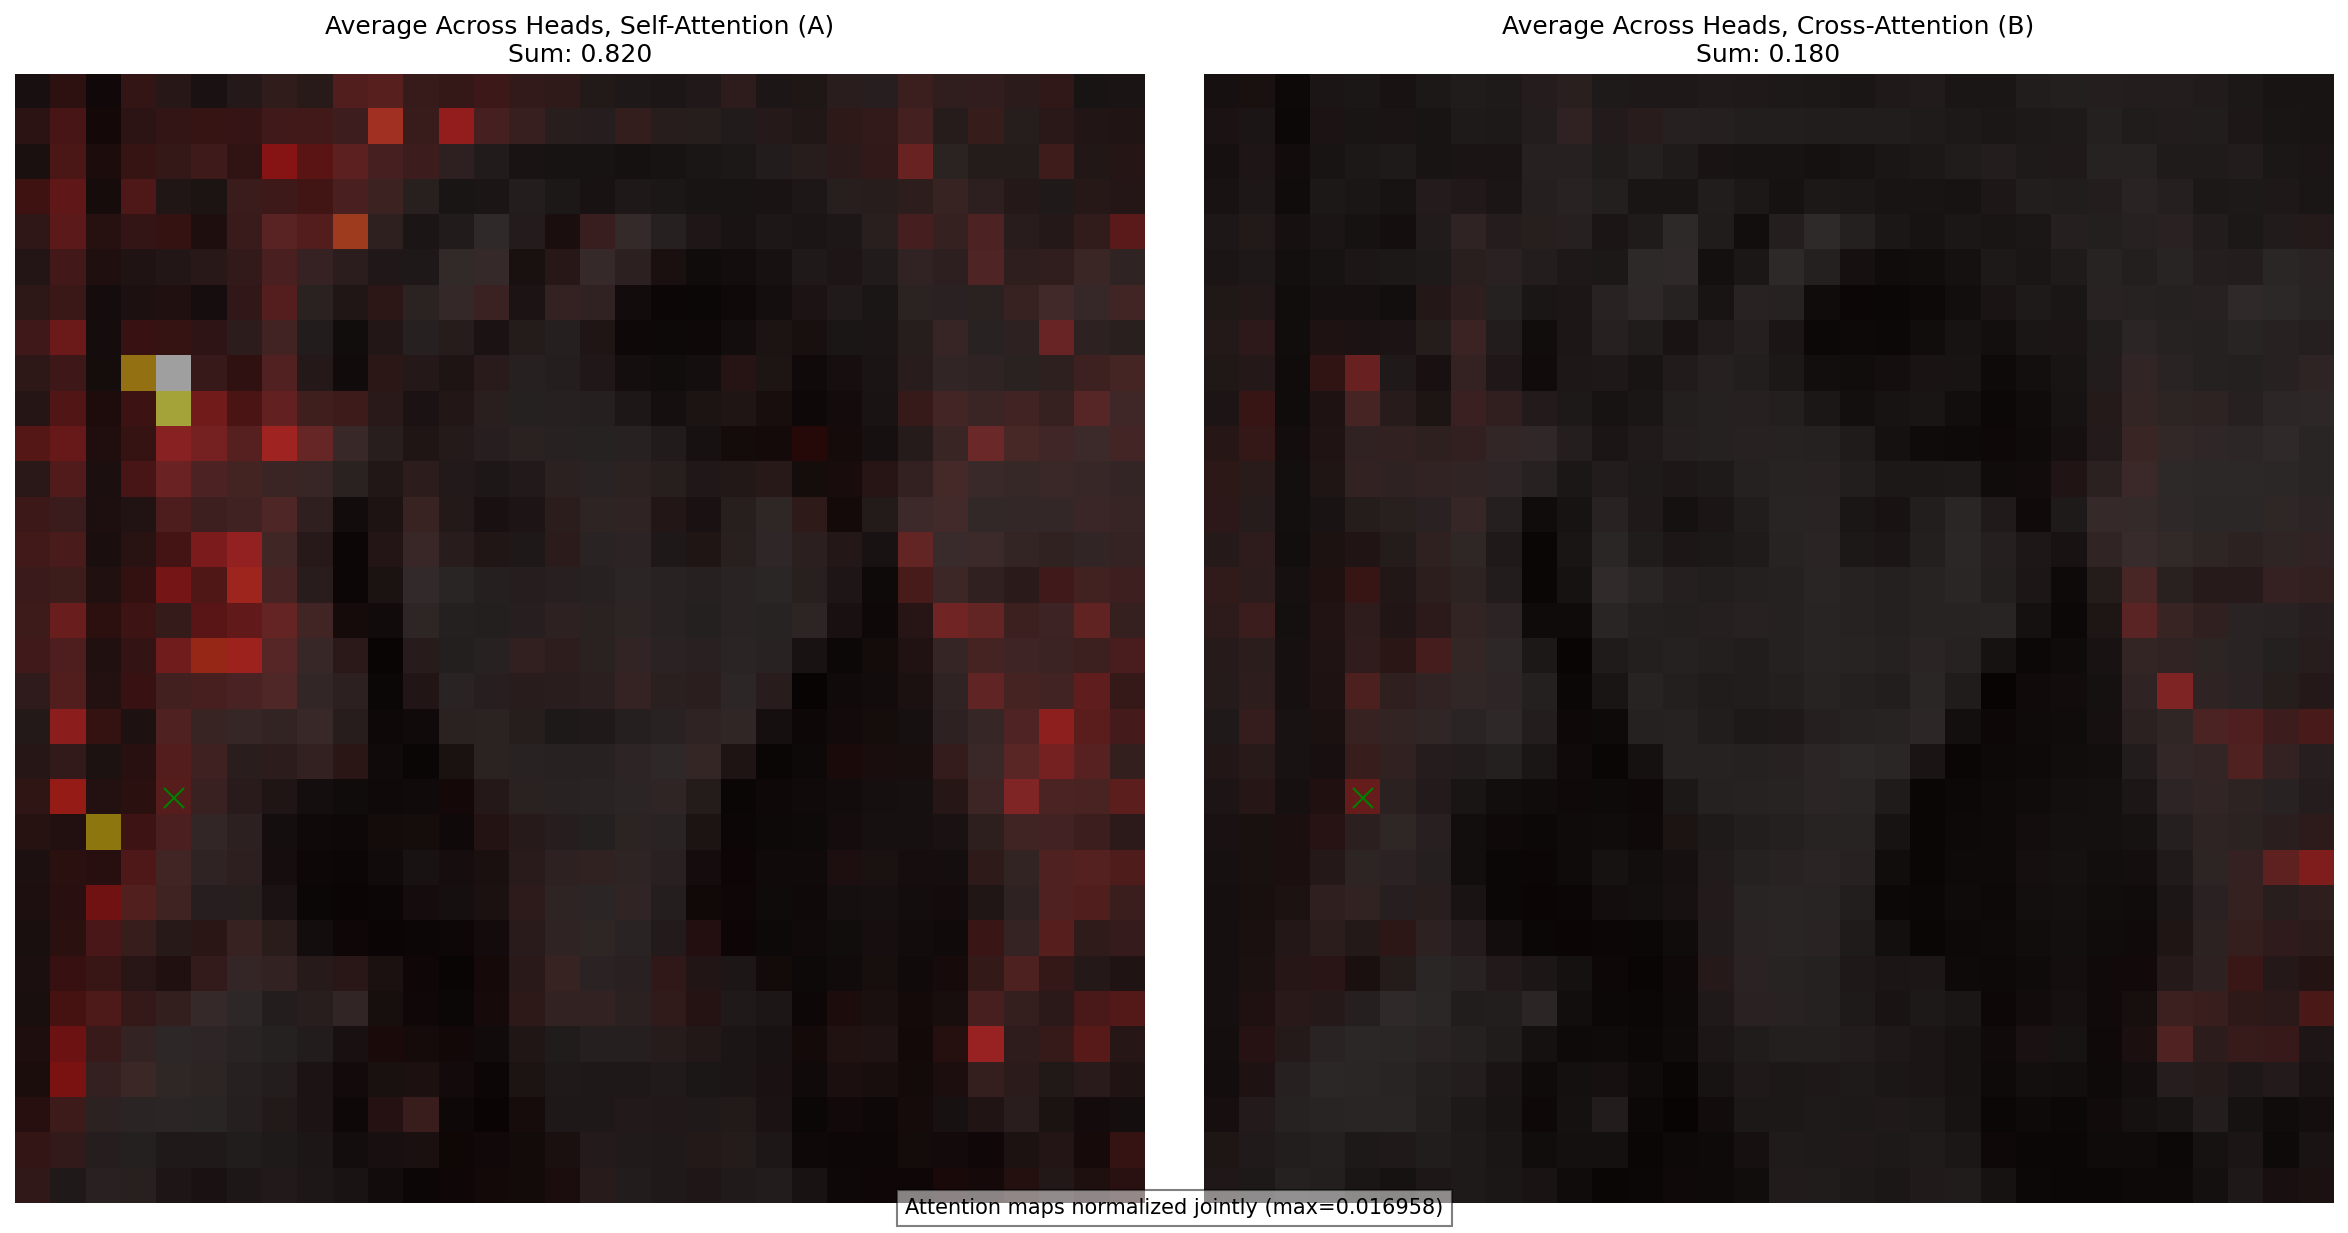 Average Across Heads, Self-Attention (A)
Sum: 0.820
Average Across Heads, Cross-Attention (B)
Sum: 0.180
Attention maps normalized jointly (max=0.016958)